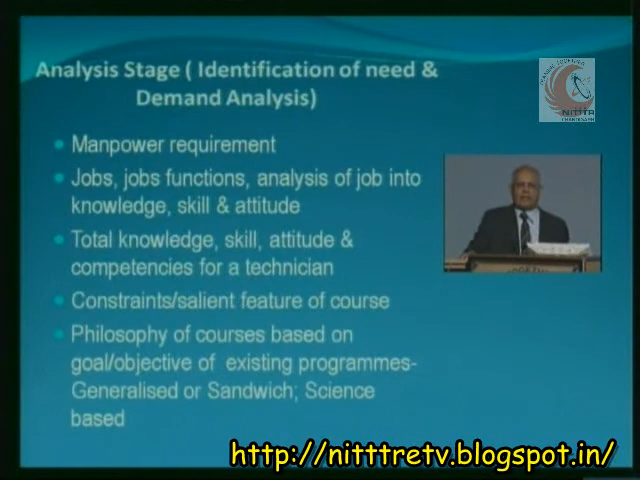 Analysis Stage ( Identification of need &
Demand Analysis)
Manpower requirement
Jobs, jobs functions, analysis of job into
knowledge, skill & attitude
Total knowledge, skill, attitude &
competencies for a technician
Constraints/salient feature of course
Philosophy of courses based on
goal/objective of existing programmes-
Generalised or Sandwich; Science
based
NITTTR
CHANDIGARH
http://nitttretv.blogspot.in/